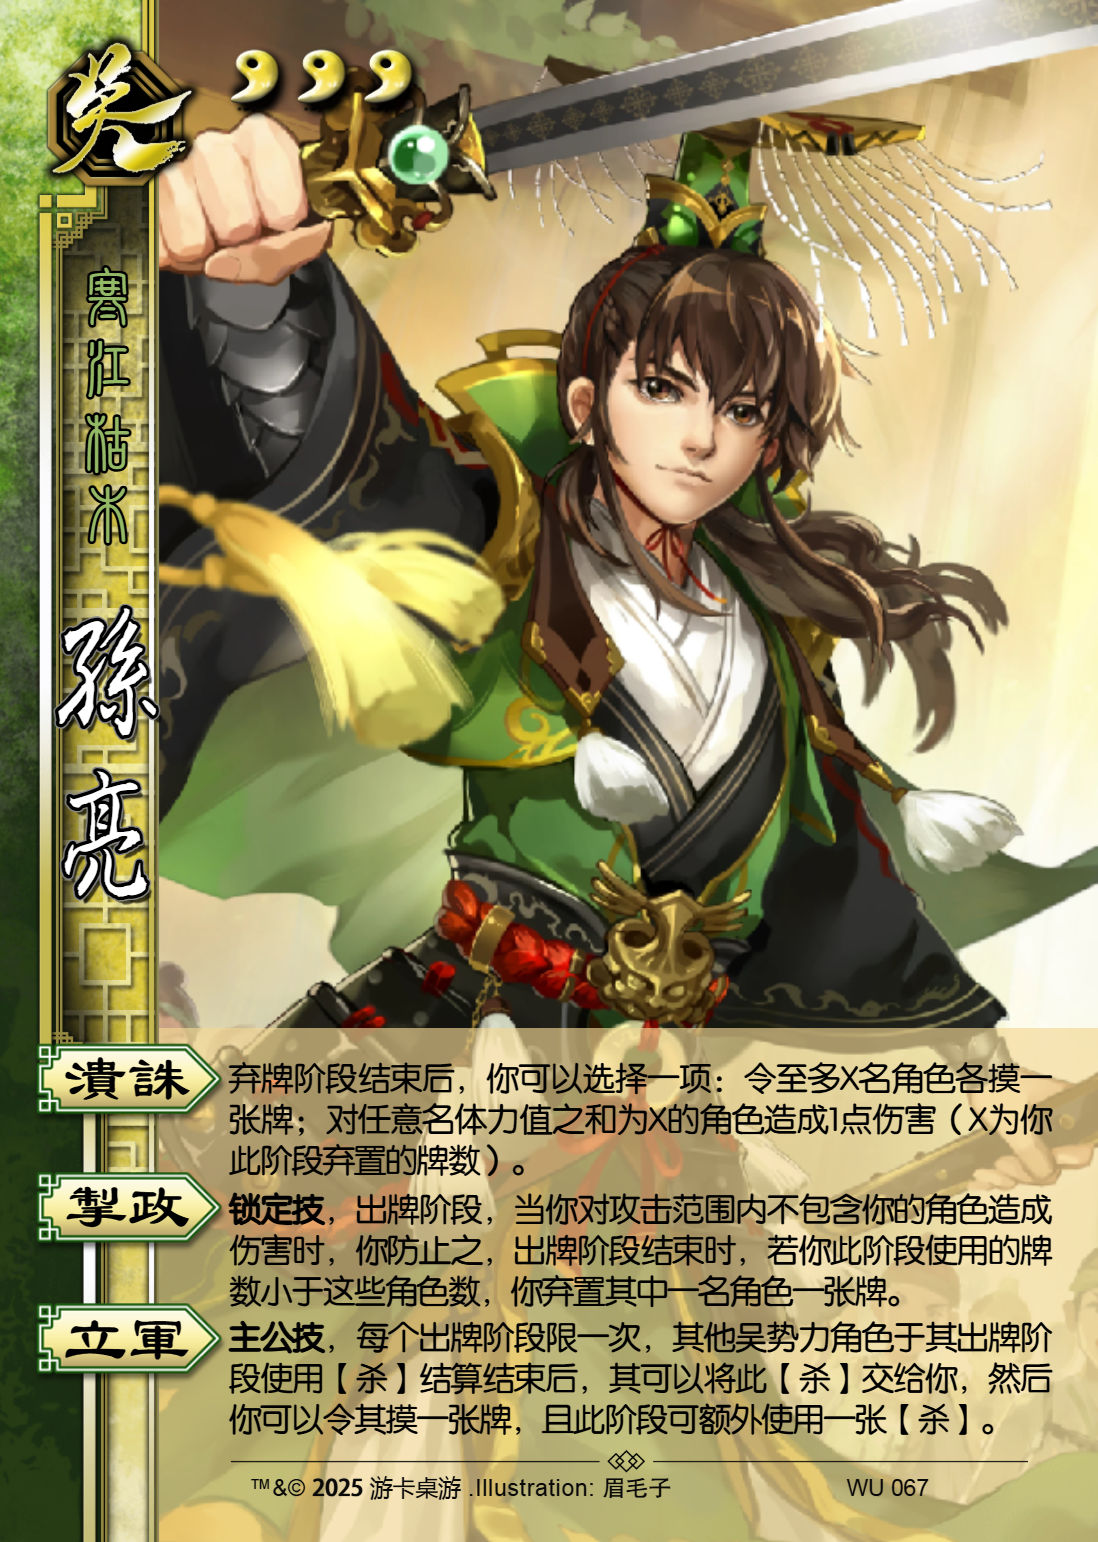 吴
寒江枯木
孫亮
潰誅
弃牌阶段结束后，你可以选择一项：令至多X名角色各摸一
张牌；对任意名体力值之和为X的角色造成1点伤害（X为你
此阶段弃置的牌数）。
掣政
锁定技，出牌阶段，当你对攻击范围内不包含你的角色造成
伤害时，你防止之，出牌阶段结束时，若你此阶段使用的牌
数小于这些角色数，你弃置其中一名角色一张牌。
立軍
主公技，每个出牌阶段限一次，其他吴势力角色于其出牌阶
段使用【杀】结算结束后，其可以将此【杀】交给你，然后
你可以令其摸一张牌，且此阶段可额外使用一张【杀】。
™&© 2025 游卡桌游 .Illustration: 眉毛子
WU 067